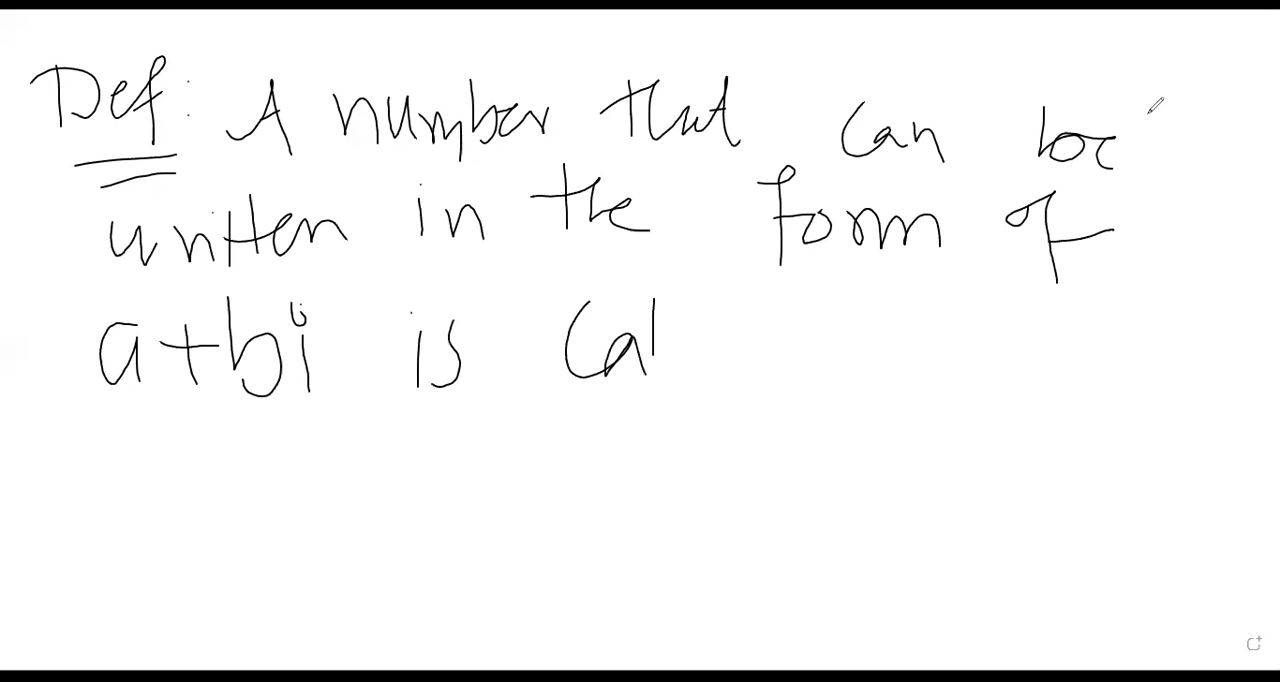 Def: A number that can be
written in the form of
a+bi is Cal